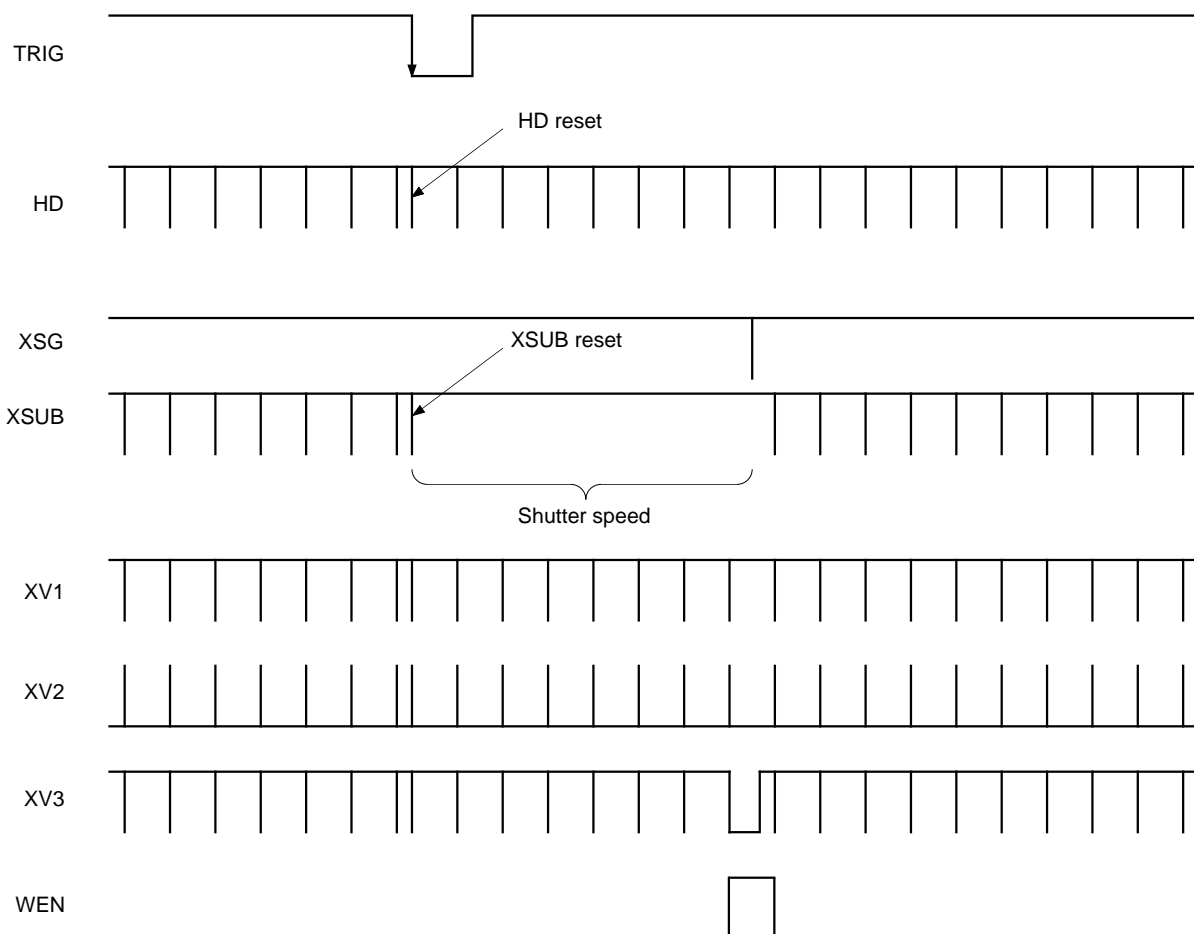 TRIG
HD reset
HD
XSG
XSUB reset
XSUB
Shutter speed
XV1
XV2
XV3
WEN